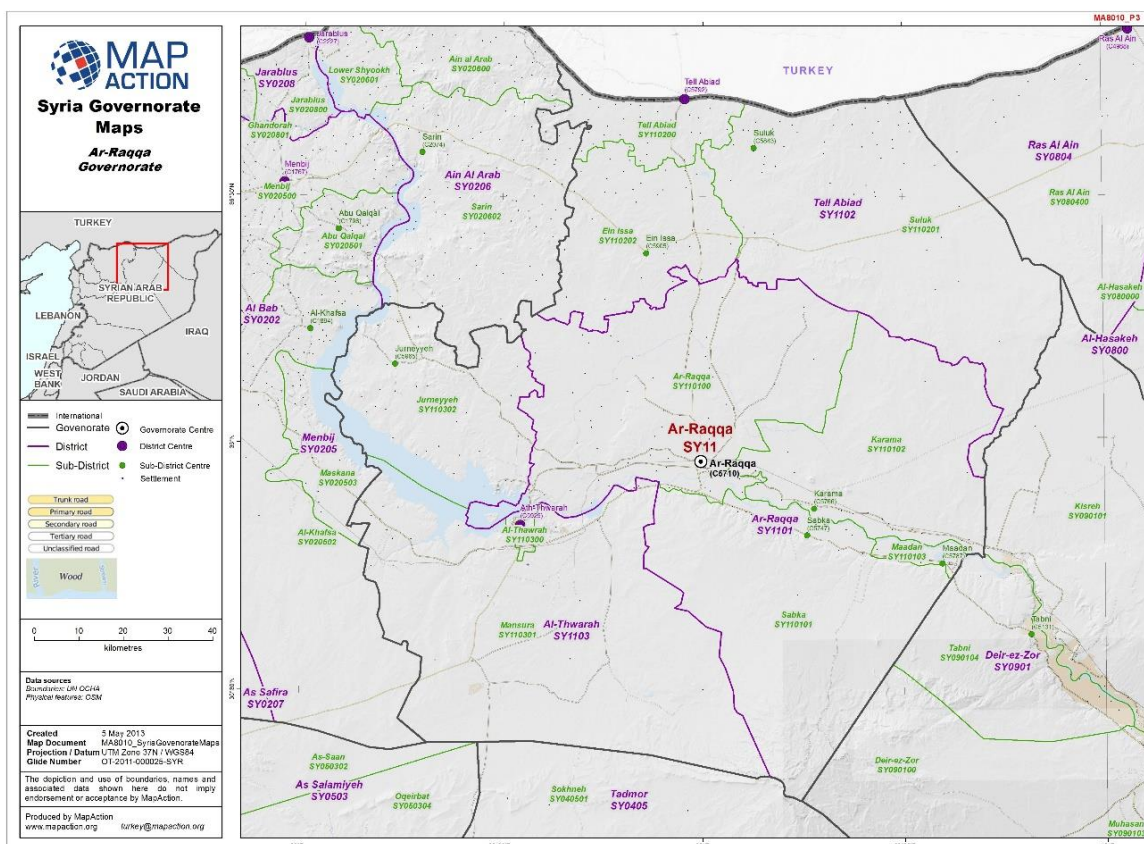 MA8010_P3
MAP
ACTION
Syria Governorate
Maps
Ar-Raqqa
Governorate
TURKEY
SYRIAN ARAB
REPUBLIC
LEBANON
IRAQ
ISRAEL
WEST
BANK
JORDAN
SAUDI ARABIA
International
Govenorate
District
Sub-District
Governorate Centre
District Centre
Sub-District Centre
Settlement
Trunk road
Primary road
Secondary road
Tertiary road
Unclassified road
River
Wood
0 10 20 30 40
kilometres
Data sources
Boundaries: UN OCHA
Physical features: OSM
Created 5 May 2013
Map Document MA8010_SyriaGovenorateMaps
Projection / Datum UTM Zone 37N / WGS84
Glide Number OT-2011-000025-SYR
The depiction and use of boundaries, names and
associated data shown here do not imply
endorsement or acceptance by MapAction.
Produced by MapAction
www.mapaction.org turkey@mapaction.org
Jarablus
TURKEY
Ras Al Ain
Tell Abiad
Jarablus
SY0208
Lower Shyookh
SY020601
Ain al Arab
SY020600
Jarablus
SY020800
Ghandorah
SY020801
Tell Abiad
SY110200
Suluk
Sarin
Ras Al Ain
SY0804
Menbij
(C1767)
Menbij
SY020500
Ain Al Arab
SY0206
Sarin
SY020602
Tell Abiad
SY1102
Ras Al Ain
SY080400
Abu Qalqal
Abu Qalqal
SY020501
Ein Issa
SY110202
Ein Issa
Suluk
SY110201
Al Bab
SY0202
Al-Khafsa
Al-Hasakeh
SY080000
Al-Hasakeh
SY0800
Jurneyyeh
Jurneyyeh
SY110302
Ar-Raqqa
SY110100
Menbij
SY0205
Ar-Raqqa
SY11
Ar-Raqqa
(C5710)
Karama
SY110102
Maskana
SY020503
Al-Khafsa
SY020502
Ath-Thwrah
Al-Thawrah
SY110300
Karama
Sabka
(C5747)
Ar-Raqqa
SY1101
Maadan
SY110103
Maadan
Kisreh
SY090101
Mansura
SY110301
Al-Thwarah
SY1103
Sabka
SY110101
Tabni
Tabni
SY090104
Deir-ez-Zor
SY0901
As Safira
SY0207
As-Saan
SY050302
As Salamiyeh
SY0503
Oqeirbat
SY050304
Sokhneh
SY040501
Tadmor
SY0405
Deir-ez-Zor
SY090100
Muhasan